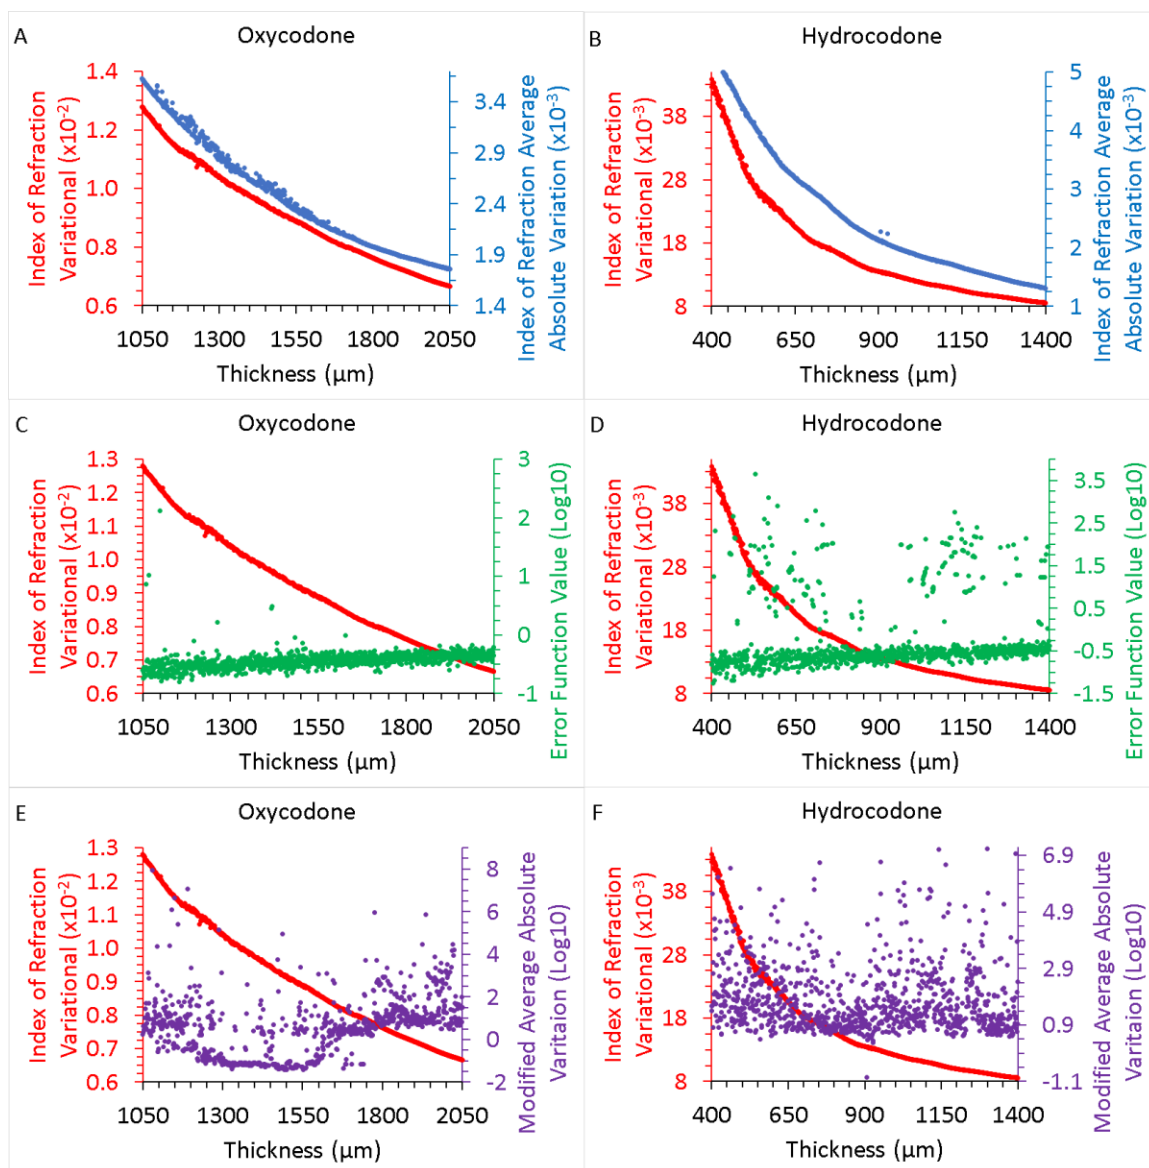 A
Oxycodone
Index of Refraction
Variational (x10-2)
1.4
1.2
1.0
0.8
0.6
3.4
2.9
2.4
1.9
1.4
Index of Refraction Average
Absolute Variation (x10-3)
1050 1300 1550 1800 2050
Thickness (µm)
B
Hydrocodone
Index of Refraction
Variational (x10-3)
38
28
18
8
5
4
3
2
1
Index of Refraction Average
Absolute Variation (x10-3)
400 650 900 1150 1400
Thickness (µm)
C
Oxycodone
Index of Refraction
Variational (x10-2)
1.3
1.2
1.1
1.0
0.9
0.8
0.7
0.6
3
2
1
0
-1
Error Function Value (Log10)
1050 1300 1550 1800 2050
Thickness (µm)
D
Hydrocodone
Index of Refraction
Variational (x10-3)
38
28
18
8
3.5
2.5
1.5
0.5
-0.5
-1.5
Error Function Value (Log10)
400 650 900 1150 1400
Thickness (µm)
E
Oxycodone
Index of Refraction
Variational (x10-2)
1.3
1.2
1.1
1.0
0.9
0.8
0.7
0.6
8
6
4
2
0
-2
Modified Average Absolute
Varitaion (Log10)
1050 1300 1550 1800 2050
Thickness (µm)
F
Hydrocodone
Index of Refraction
Variational (x10-3)
38
28
18
8
6.9
4.9
2.9
0.9
-1.1
Modified Average Absolute
Varitaion (Log10)
400 650 900 1150 1400
Thickness (µm)